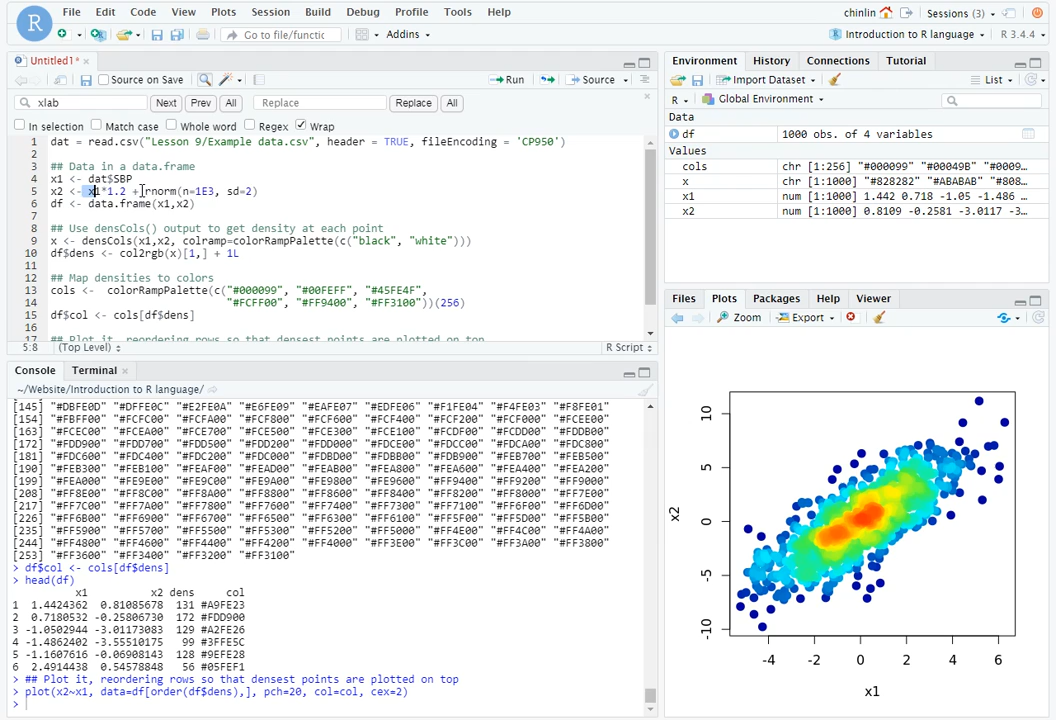 File Edit Code View Plots Session Build Debug Profile Tools Help
chinlin Sessions (3)
R Go to file/functic Addins Introduction to R language R 3.4.4
Untitled1*
Source on Save Run Source
xlab Next Prev All Replace Replace All
In selection Match case Whole word Regex Wrap
1 dat = read.csv("Lesson 9/Example data.csv", header = TRUE, fileEncoding = 'CP950')
2
3 ## Data in a data.frame
4 x1 <- dat$SBP
5 x2 <- x1*1.2 + rnorm(n=1E3, sd=2)
6 df <- data.frame(x1,x2)
7
8 ## Use densCols() output to get density at each point
9 x <- densCols(x1,x2, colramp=colorRampPalette(c("black", "white")))
10 df$dens <- col2rgb(x)[1,] + 1L
11
12 ## Map densities to colors
13 cols <- colorRampPalette(c("#000099", "#00FEFF", "#45FE4F",
14 "#FCFF00", "#FF9400", "#FF3100"))(256)
15 df$col <- cols[df$dens]
16
17 ## Plot it, reordering rows so that densest points are plotted on top
5:8 (Top Level) R Script
Console Terminal
~/Website/Introduction to R language/
[145] "#DBFE0D" "#DFFE0C" "#E2FE0A" "#E6FE09" "#EAFE07" "#EDFE06" "#F1FE04" "#F4FE03" "#F8FE01"
[154] "#FBFF00" "#FCFC00" "#FCFA00" "#FCF800" "#FCF600" "#FCF400" "#FCF200" "#FCF000" "#FCEE00"
[163] "#FCEC00" "#FCEA00" "#FCE700" "#FCE500" "#FCE300" "#FCE100" "#FCDF00" "#FCDD00" "#FDDB00"
[172] "#FDD900" "#FDD700" "#FDD500" "#FDD200" "#FDD000" "#FDCE00" "#FDCC00" "#FDCA00" "#FDC800"
[181] "#FDC600" "#FDC400" "#FDC200" "#FDC000" "#FDBD00" "#FDBB00" "#FDB900" "#FEB700" "#FEB500"
[190] "#FEB300" "#FEB100" "#FEAF00" "#FEAD00" "#FEAB00" "#FEA800" "#FEA600" "#FEA400" "#FEA200"
[199] "#FEA000" "#FE9E00" "#FE9C00" "#FE9A00" "#FE9800" "#FE9600" "#FF9400" "#FF9200" "#FF9000"
[208] "#FF8E00" "#FF8C00" "#FF8A00" "#FF8800" "#FF8600" "#FF8400" "#FF8200" "#FF8000" "#FF7E00"
[217] "#FF7C00" "#FF7A00" "#FF7800" "#FF7600" "#FF7400" "#FF7200" "#FF7100" "#FF6F00" "#FF6D00"
[226] "#FF6B00" "#FF6900" "#FF6700" "#FF6500" "#FF6300" "#FF6100" "#FF5F00" "#FF5D00" "#FF5B00"
[235] "#FF5900" "#FF5700" "#FF5500" "#FF5300" "#FF5200" "#FF5000" "#FF4E00" "#FF4C00" "#FF4A00"
[244] "#FF4800" "#FF4600" "#FF4400" "#FF4200" "#FF4000" "#FF3E00" "#FF3C00" "#FF3A00" "#FF3800"
[253] "#FF3600" "#FF3400" "#FF3200" "#FF3100"
> df$col <- cols[df$dens]
> head(df)
x1 x2 dens col
1 1.4424362 0.81085678 131 #A9FE23
2 0.7180532 -0.25806730 172 #FDD900
3 -1.0502944 -3.01173083 129 #A2FE26
4 -1.4862402 -3.55510175 99 #3FFE5C
5 -1.1607616 -0.06908143 128 #9EFE28
6 2.4914438 0.54578848 56 #05FEF1
> ## Plot it, reordering rows so that densest points are plotted on top
> plot(x2~x1, data=df[order(df$dens),], pch=20, col=col, cex=2)
>
Environment History Connections Tutorial
Import Dataset List
R Global Environment
Data
df 1000 obs. of 4 variables
Values
cols chr [1:256] "#000099" "#00049B" "#0009…
x chr [1:1000] "#828282" "#ABABAB" "#808…
x1 num [1:1000] 1.442 0.718 -1.05 -1.486 …
x2 num [1:1000] 0.8109 -0.2581 -3.0117 -3…
Files Plots Packages Help Viewer
Zoom Export
10
5
0
-5
-10
x2
-4 -2 0 2 4 6
x1